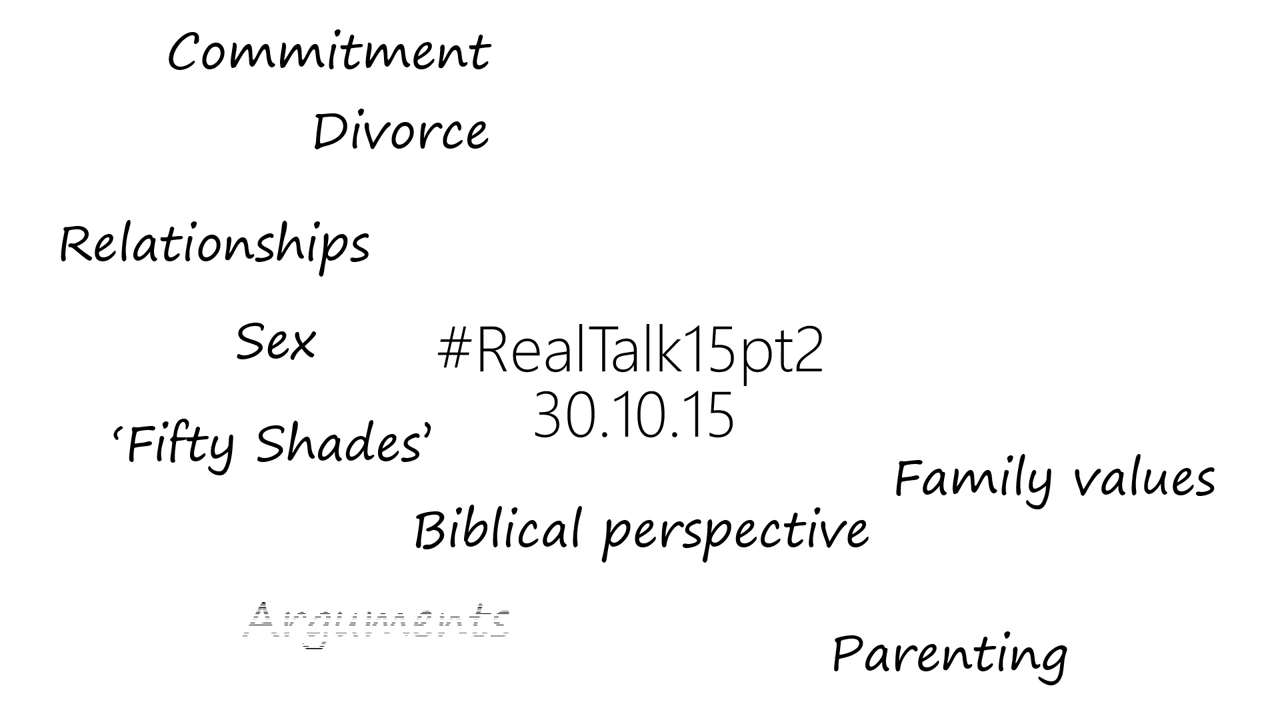 Commitment
Divorce
Relationships
Sex
#RealTalk15pt2
30.10.15
‘Fifty Shades’
Family values
Biblical perspective
Arguments
Parenting